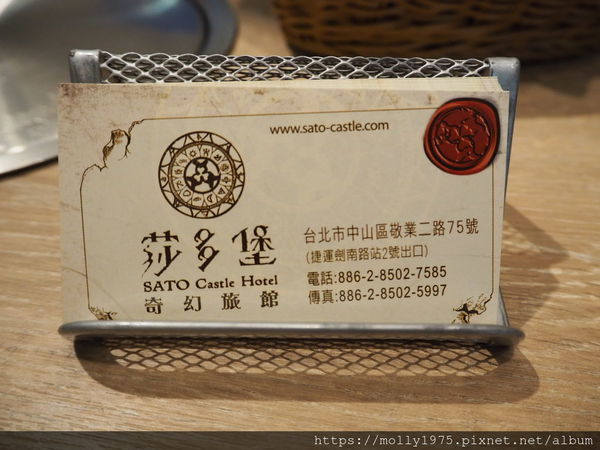 www.sato-castle.com
莎多堡
SATO Castle Hotel
奇幻旅館
台北市中山區敬業二路75號
(捷運劍南路站2號出口)
電話:886-2-8502-7585
傳真:886-2-8502-5997
https://molly1975.pixnet.net/album